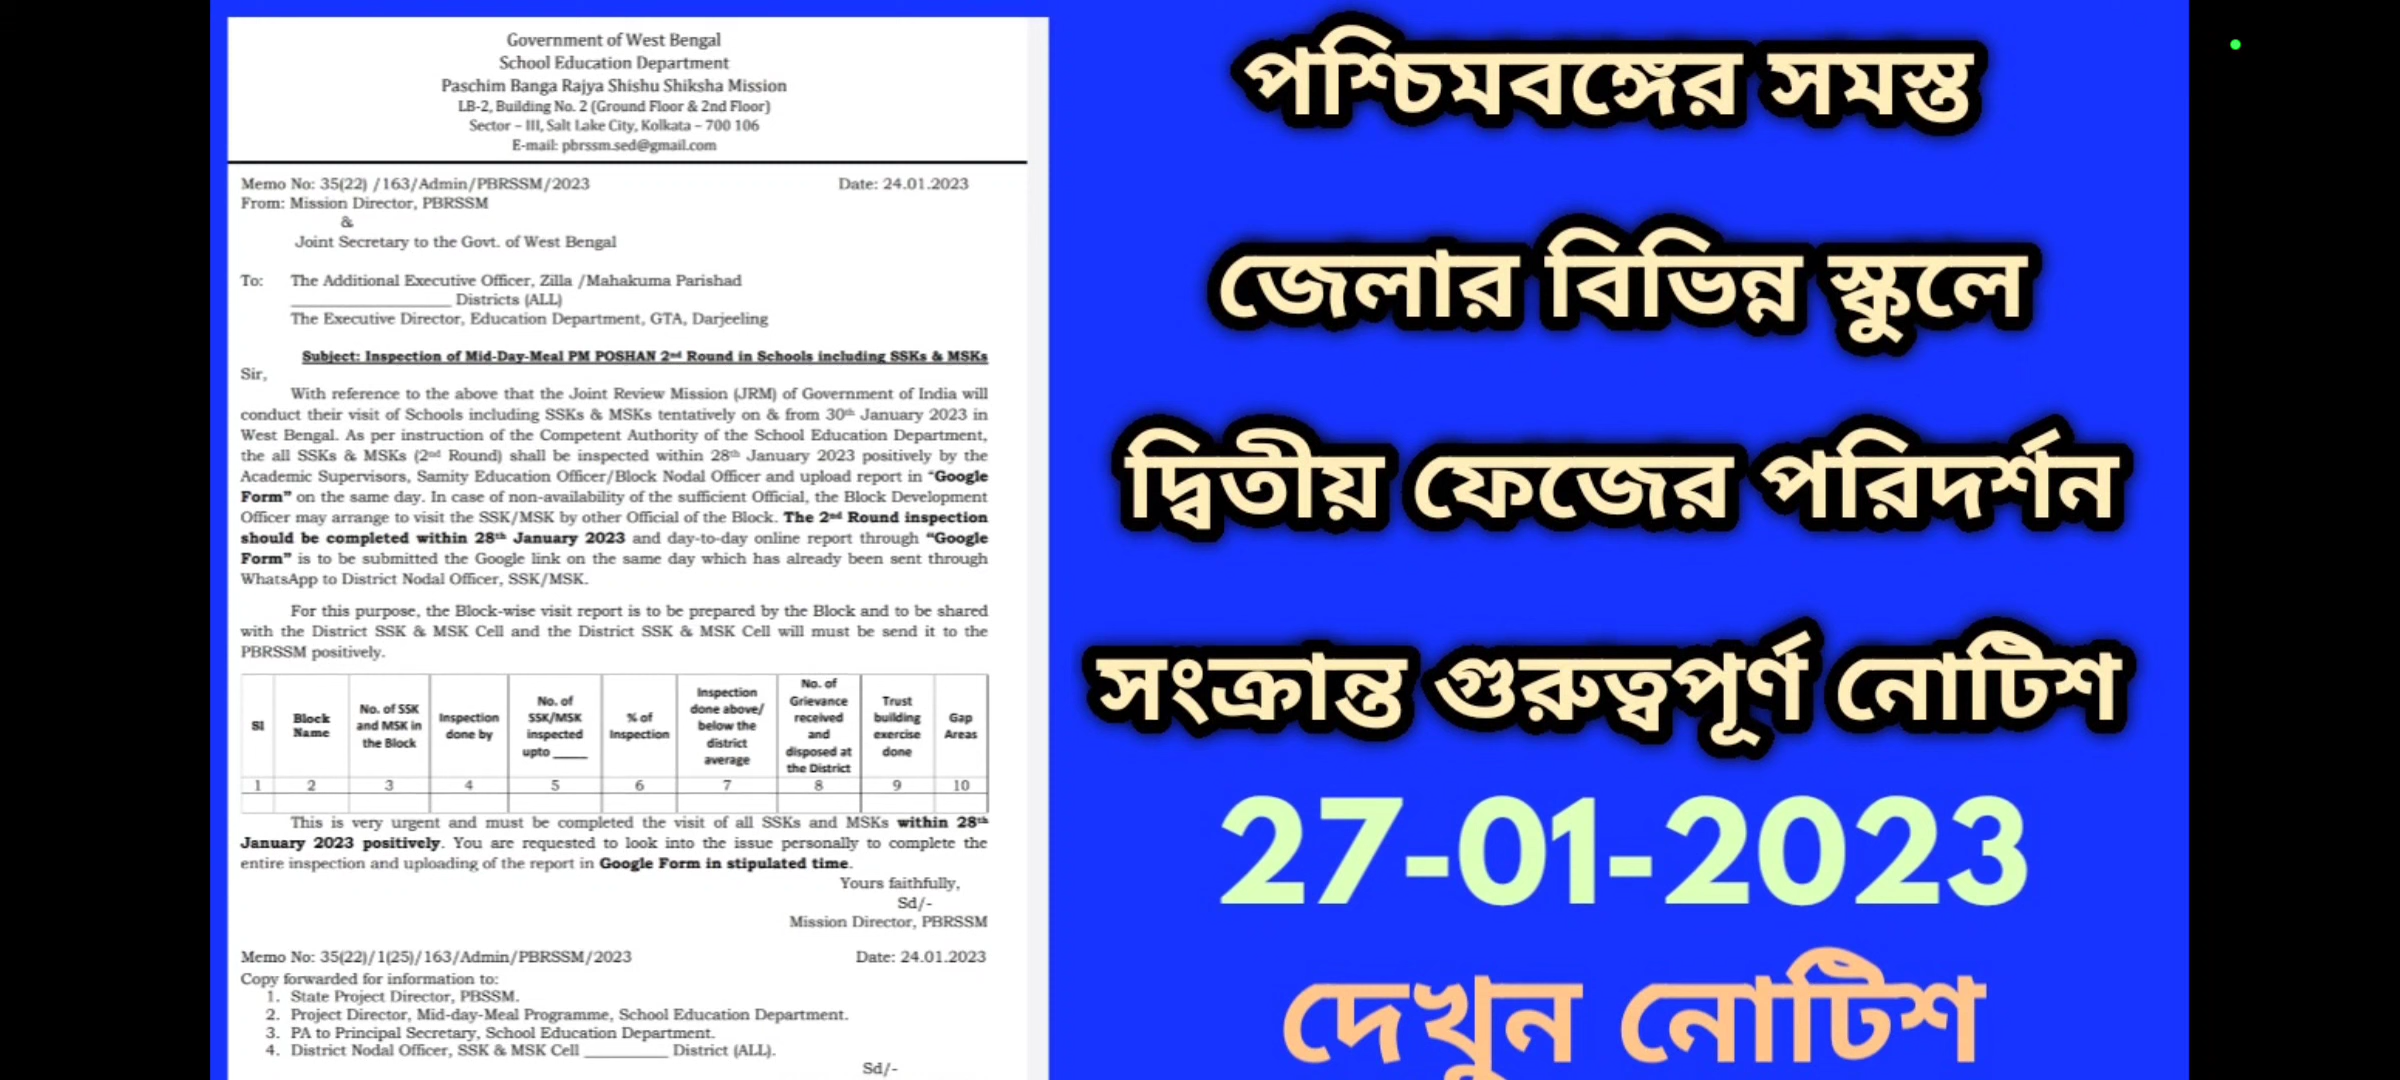 Government of West Bengal
School Education Department
Paschim Banga Rajya Shishu Shiksha Mission
LB-2, Building No. 2 (Ground Floor & 2nd Floor)
Sector – III, Salt Lake City, Kolkata – 700 106
E-mail: pbrssm.sed@gmail.com
Memo No: 35(22) /163/Admin/PBRSSM/2023 Date: 24.01.2023
From: Mission Director, PBRSSM
&
Joint Secretary to the Govt. of West Bengal
To: The Additional Executive Officer, Zilla /Mahakuma Parishad
________________ Districts (ALL)
The Executive Director, Education Department, GTA, Darjeeling
Subject: Inspection of Mid-Day-Meal PM POSHAN 2nd Round in Schools including SSKs & MSKs
Sir,
With reference to the above that the Joint Review Mission (JRM) of Government of India will
conduct their visit of Schools including SSKs & MSKs tentatively on & from 30th January 2023 in
West Bengal. As per instruction of the Competent Authority of the School Education Department,
the all SSKs & MSKs (2nd Round) shall be inspected within 28th January 2023 positively by the
Academic Supervisors, Samity Education Officer/Block Nodal Officer and upload report in "Google
Form" on the same day. In case of non-availability of the sufficient Official, the Block Development
Officer may arrange to visit the SSK/MSK by other Official of the Block. The 2nd Round inspection
should be completed within 28th January 2023 and day-to-day online report through "Google
Form" is to be submitted the Google link on the same day which has already been sent through
WhatsApp to District Nodal Officer, SSK/MSK.
For this purpose, the Block-wise visit report is to be prepared by the Block and to be shared
with the District SSK & MSK Cell and the District SSK & MSK Cell will must be send it to the
PBRSSM positively.
Sl
Block
Name
No. of SSK
and MSK in
the Block
Inspection
done by
No. of
SSK/MSK
inspected
upto _____
% of
Inspection
Inspection
done above/
below the
district
average
No. of
Grievance
received
and
disposed at
the District
Trust
building
exercise
done
Gap
Areas
1 2 3 4 5 6 7 8 9 10
This is very urgent and must be completed the visit of all SSKs and MSKs within 28th
January 2023 positively. You are requested to look into the issue personally to complete the
entire inspection and uploading of the report in Google Form in stipulated time.
Yours faithfully,
Sd/-
Mission Director, PBRSSM
Memo No: 35(22)/1(25)/163/Admin/PBRSSM/2023 Date: 24.01.2023
Copy forwarded for information to:
1. State Project Director, PBSSM.
2. Project Director, Mid-day-Meal Programme, School Education Department.
3. PA to Principal Secretary, School Education Department.
4. District Nodal Officer, SSK & MSK Cell _________ District (ALL).
Sd/-
পশ্চিমবঙ্গের সমস্ত
জেলার বিভিন্ন স্কুলে
দ্বিতীয় ফেজের পরিদর্শন
সংক্রান্ত গুরুত্বপূর্ণ নোটিশ
27-01-2023
দেখুন নোটিশ